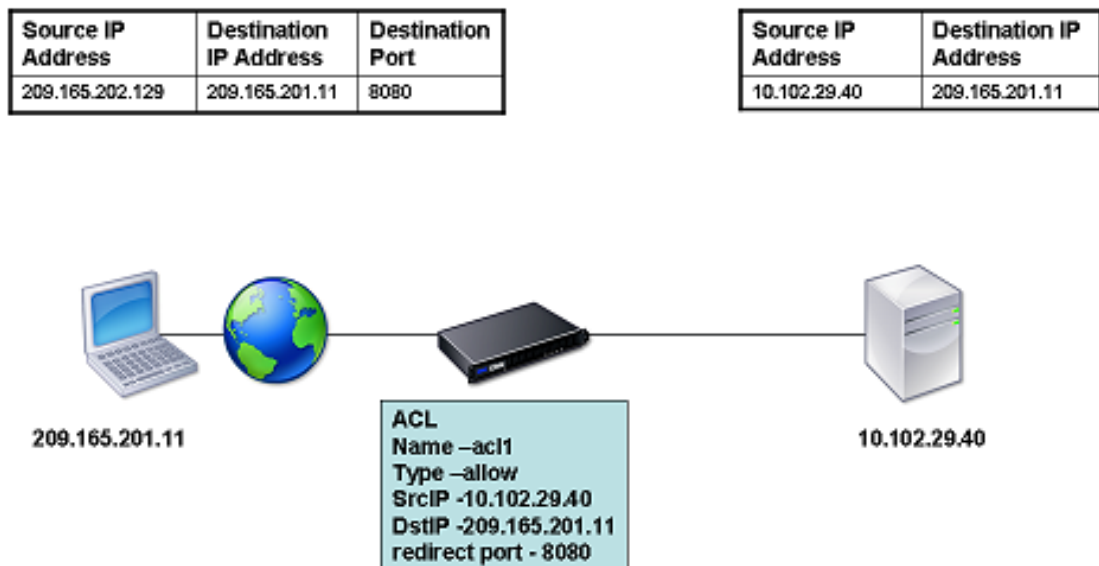 Source IP Address
Destination IP Address
Destination Port
209.165.202.129
209.165.201.11
8080
Source IP Address
Destination IP Address
10.102.29.40
209.165.201.11
209.165.201.11
10.102.29.40
ACL
Name –acl1
Type –allow
SrcIP -10.102.29.40
DstIP -209.165.201.11
redirect port - 8080